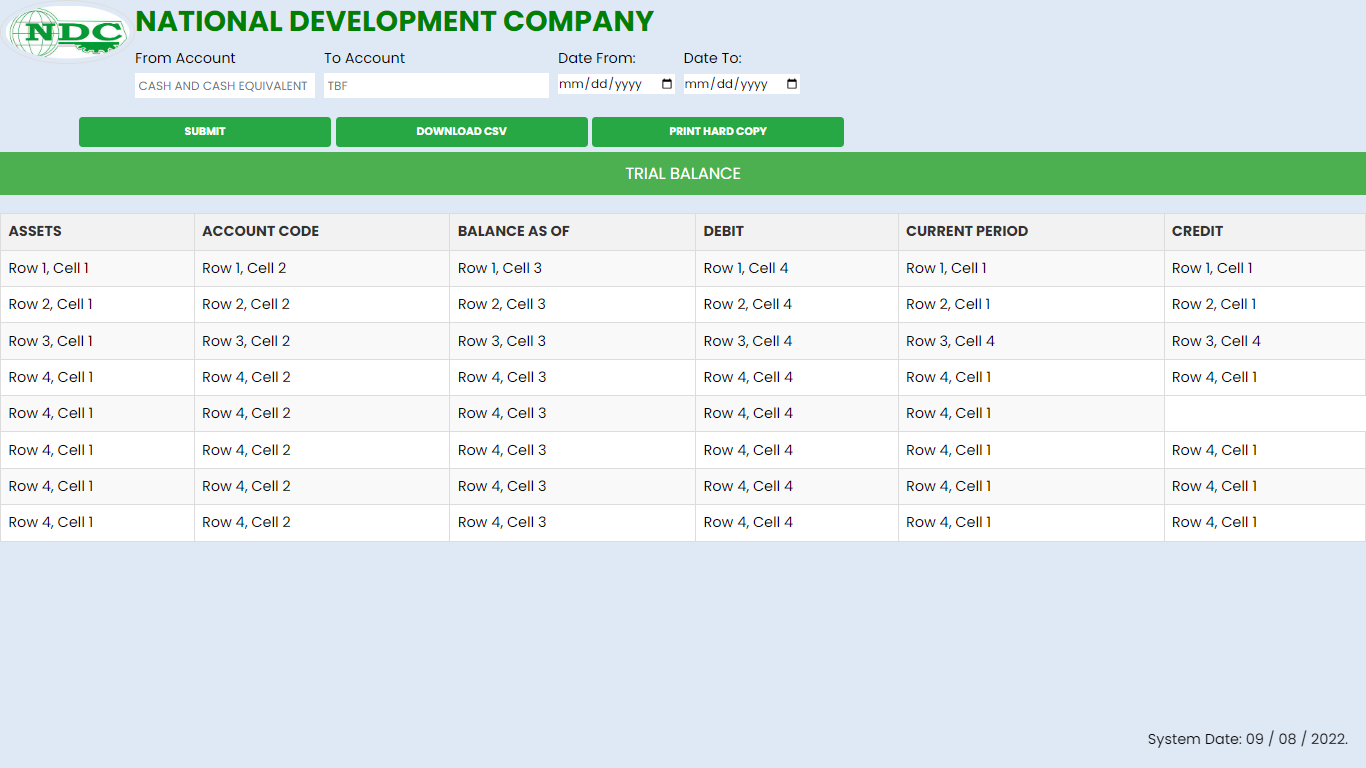 NDC
NATIONAL DEVELOPMENT COMPANY
From Account To Account Date From: Date To:
CASH AND CASH EQUIVALENT TBF mm/dd/yyyy mm/dd/yyyy
SUBMIT DOWNLOAD CSV PRINT HARD COPY
TRIAL BALANCE
ASSETS ACCOUNT CODE BALANCE AS OF DEBIT CURRENT PERIOD CREDIT
Row 1, Cell 1 Row 1, Cell 2 Row 1, Cell 3 Row 1, Cell 4 Row 1, Cell 1 Row 1, Cell 1
Row 2, Cell 1 Row 2, Cell 2 Row 2, Cell 3 Row 2, Cell 4 Row 2, Cell 1 Row 2, Cell 1
Row 3, Cell 1 Row 3, Cell 2 Row 3, Cell 3 Row 3, Cell 4 Row 3, Cell 4 Row 3, Cell 4
Row 4, Cell 1 Row 4, Cell 2 Row 4, Cell 3 Row 4, Cell 4 Row 4, Cell 1 Row 4, Cell 1
Row 4, Cell 1 Row 4, Cell 2 Row 4, Cell 3 Row 4, Cell 4 Row 4, Cell 1
Row 4, Cell 1 Row 4, Cell 2 Row 4, Cell 3 Row 4, Cell 4 Row 4, Cell 1 Row 4, Cell 1
Row 4, Cell 1 Row 4, Cell 2 Row 4, Cell 3 Row 4, Cell 4 Row 4, Cell 1 Row 4, Cell 1
Row 4, Cell 1 Row 4, Cell 2 Row 4, Cell 3 Row 4, Cell 4 Row 4, Cell 1 Row 4, Cell 1
System Date: 09 / 08 / 2022.